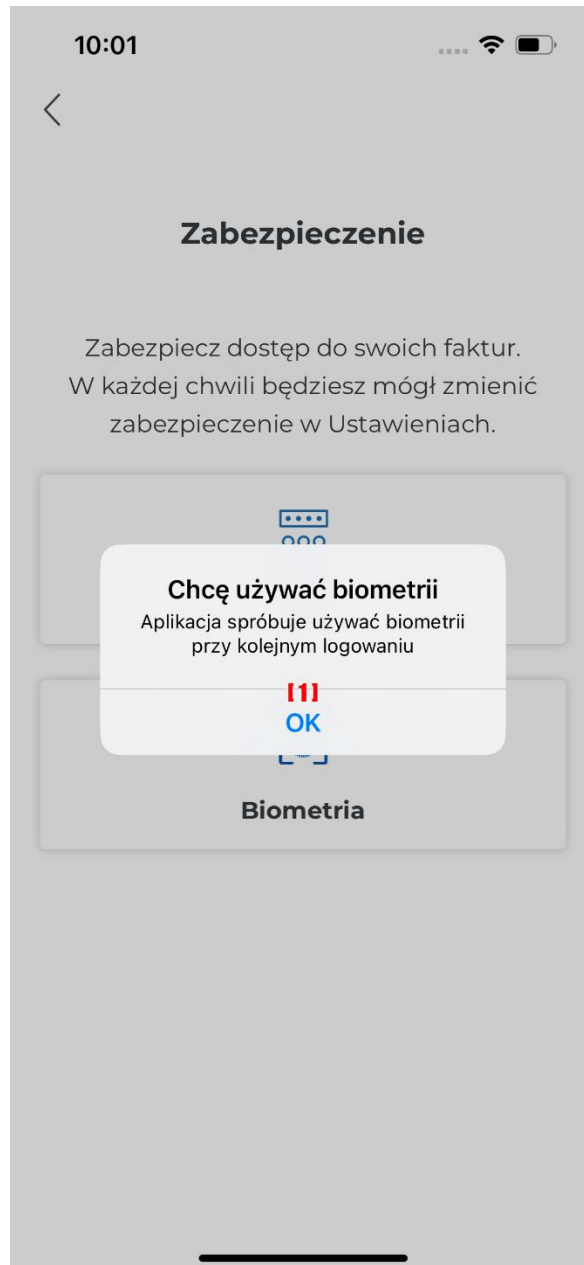 10:01
Zabezpieczenie
Zabezpiecz dostęp do swoich faktur.
W każdej chwili będziesz mógł zmienić
zabezpieczenie w Ustawieniach.
Chcę używać biometrii
Aplikacja spróbuje używać biometrii
przy kolejnym logowaniu
[1]
OK
Biometria